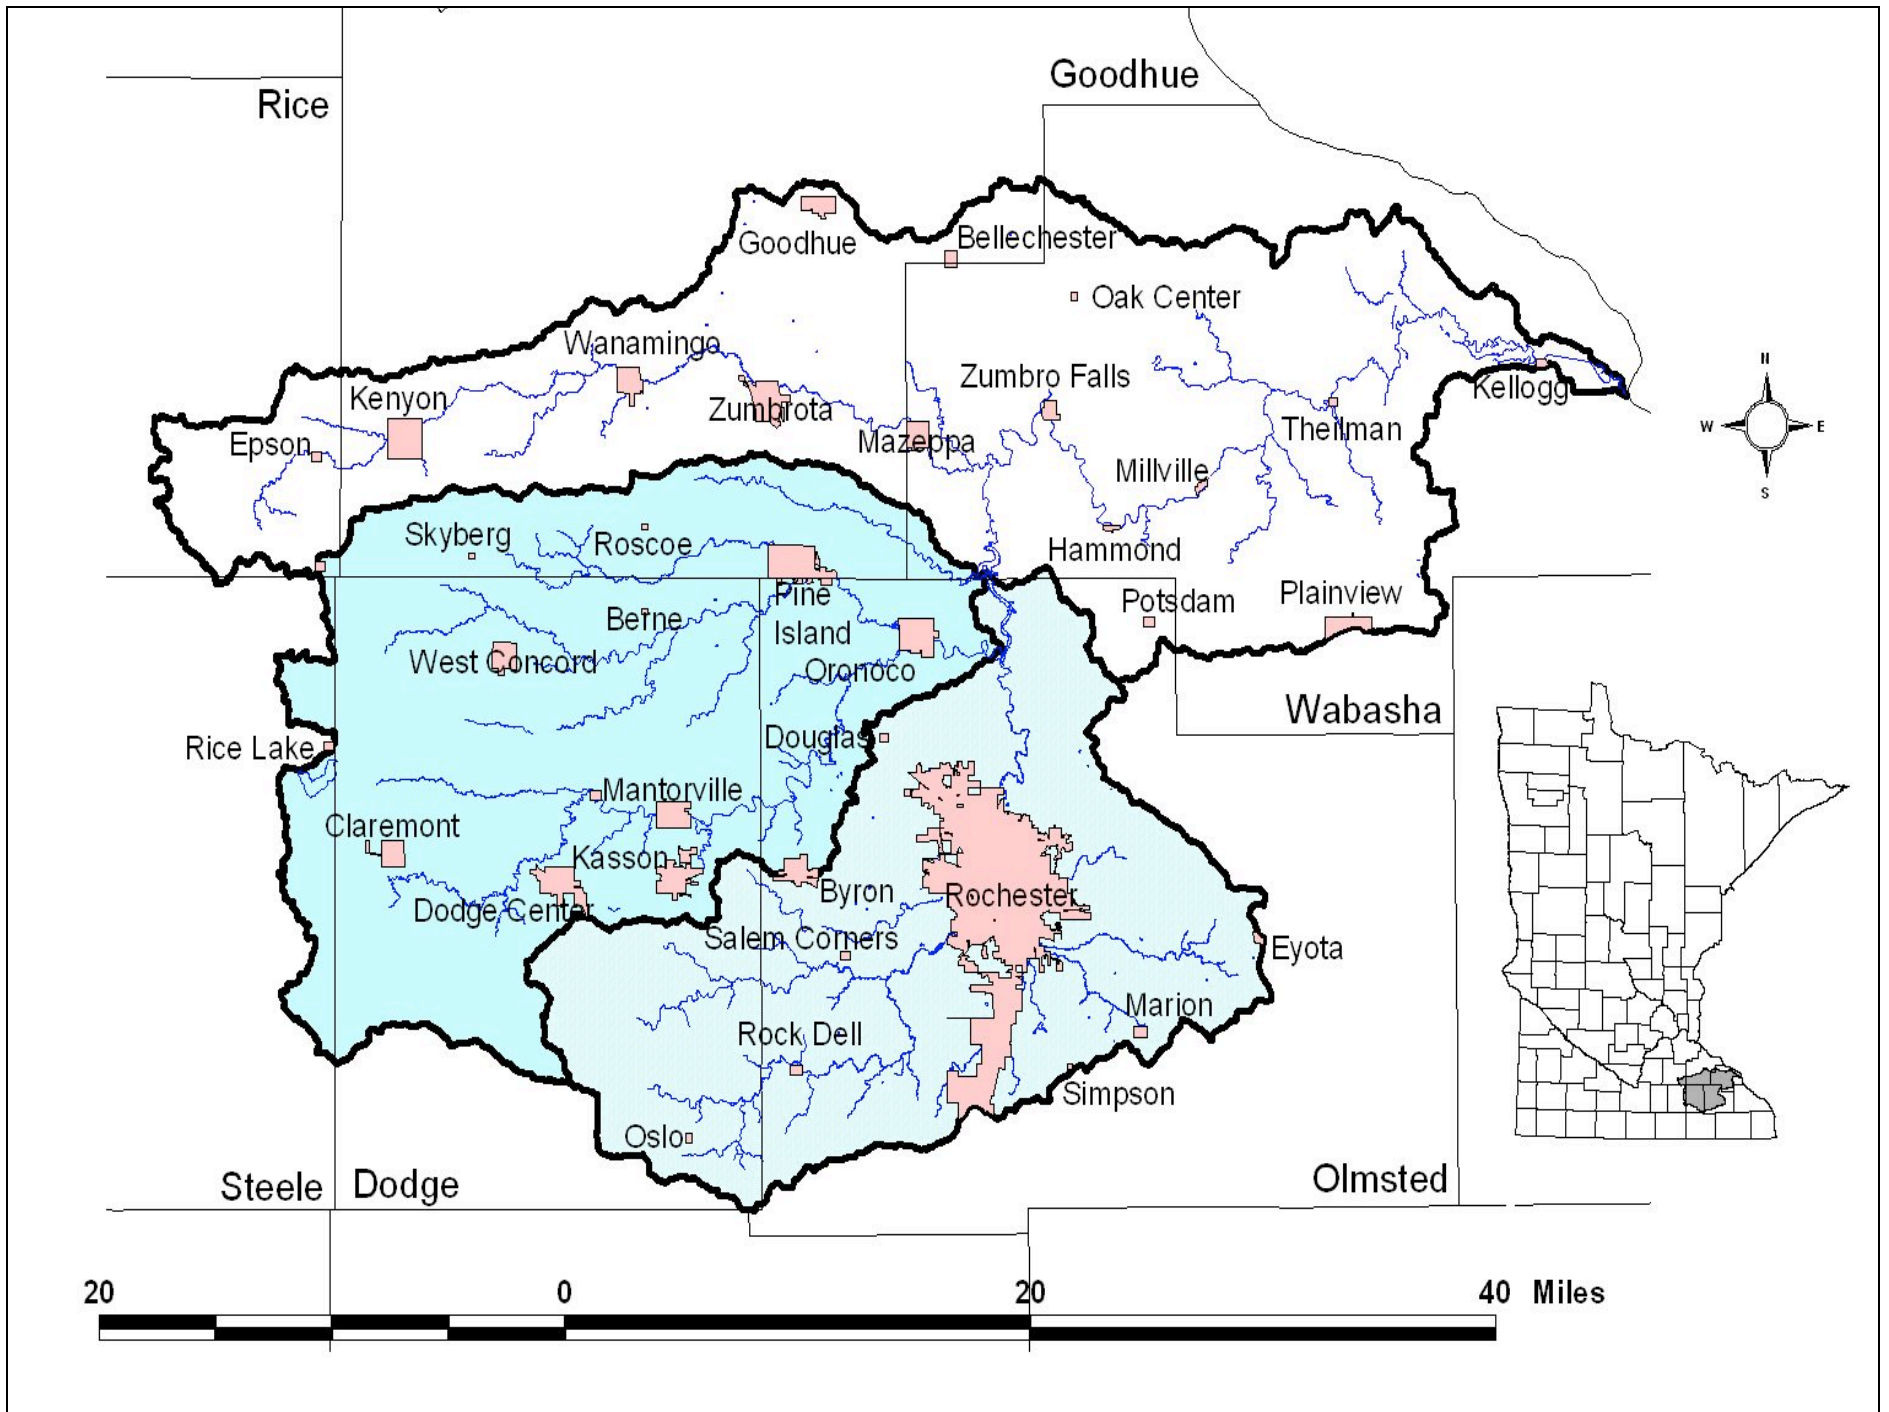 Goodhue
Rice
Goodhue
Bellechester
Oak Center
Wanamingo
Zumbro Falls
Kenyon
Kellogg
Zumbrota
Theilman
Epson
Mazeppa
Millville
Skyberg
Roscoe
Hammond
Pine
Island
Berne
Potsdam
Plainview
West Concord
Oronoco
Wabasha
Douglas
Rice Lake
Mantorville
Claremont
Kasson
Byron
Rochester
Dodge Center
Salem Corners
Eyota
Marion
Rock Dell
Simpson
Oslo
Steele
Dodge
Olmsted
N
W
E
S
20 0 20 40 Miles